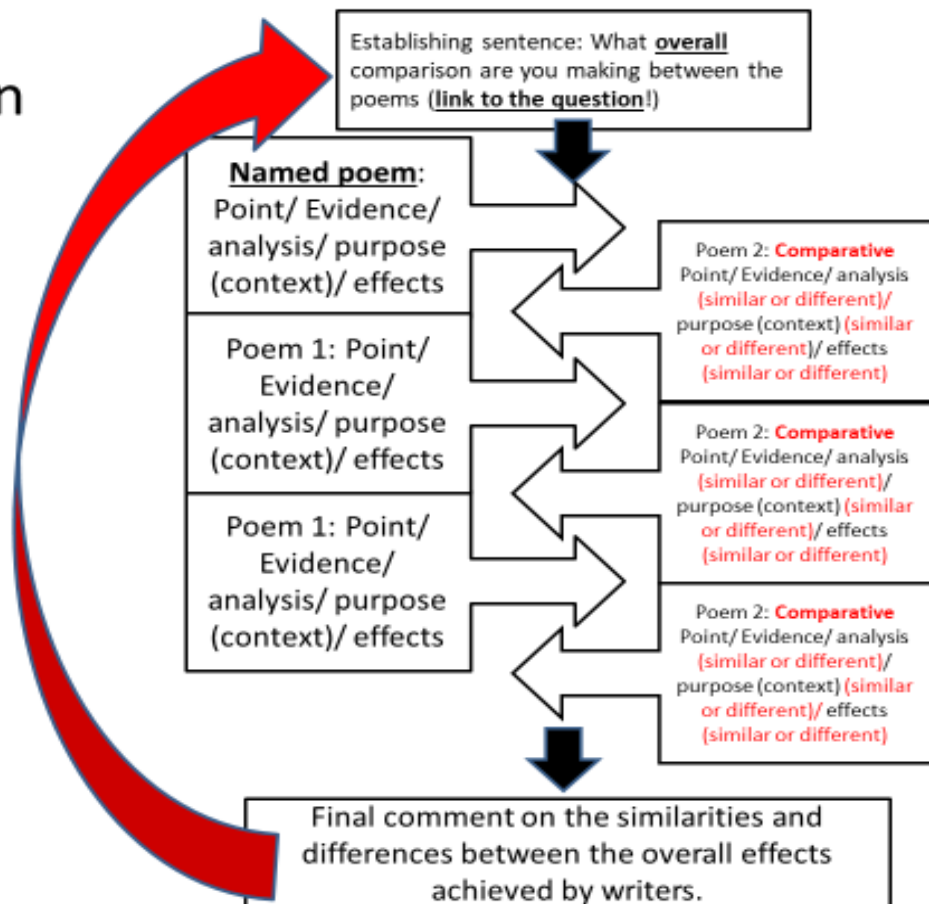 n
Establishing sentence: What overall
comparison are you making between the
poems (link to the question!)
Named poem:
Point/ Evidence/
analysis/ purpose
(context)/ effects
Poem 2: Comparative
Point/ Evidence/ analysis
(similar or different)/
purpose (context) (similar
or different)/ effects
(similar or different)
Poem 1: Point/
Evidence/
analysis/ purpose
(context)/ effects
Poem 2: Comparative
Point/ Evidence/ analysis
(similar or different)/
purpose (context) (similar
or different)/ effects
(similar or different)
Poem 1: Point/
Evidence/
analysis/ purpose
(context)/ effects
Poem 2: Comparative
Point/ Evidence/ analysis
(similar or different)/
purpose (context) (similar
or different)/ effects
(similar or different)
Final comment on the similarities and
differences between the overall effects
achieved by writers.